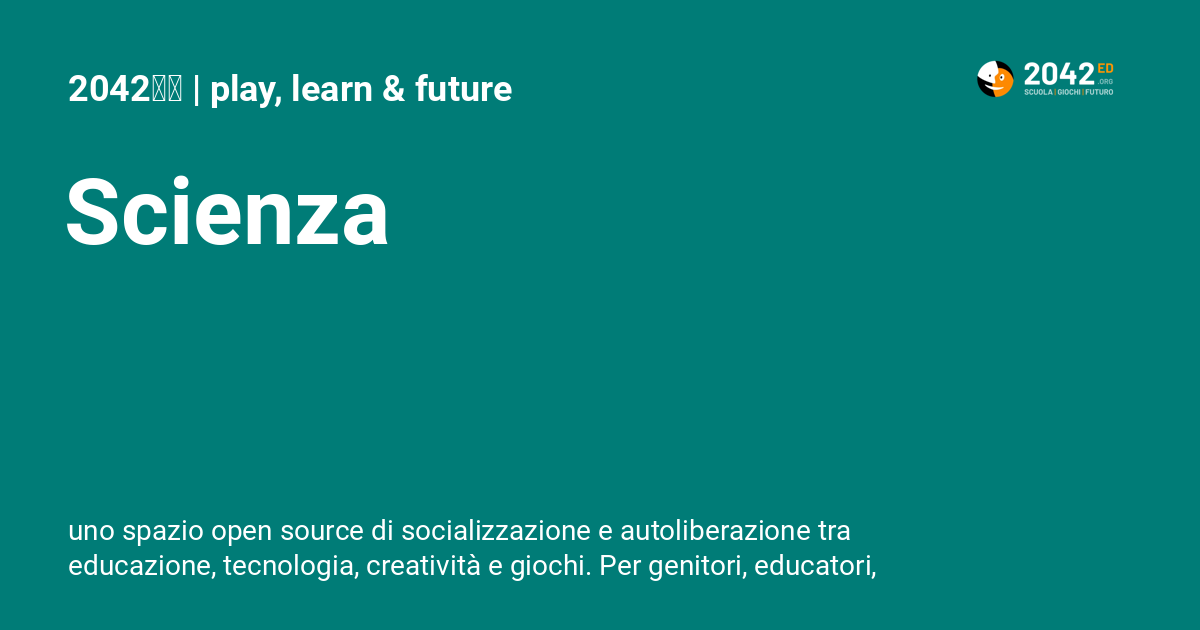 2042 | play, learn & future
2042 ED
.ORG
SCUOLA | GIOCHI | FUTURO
Scienza
uno spazio open source di socializzazione e autoliberazione tra
educazione, tecnologia, creatività e giochi. Per genitori, educatori,